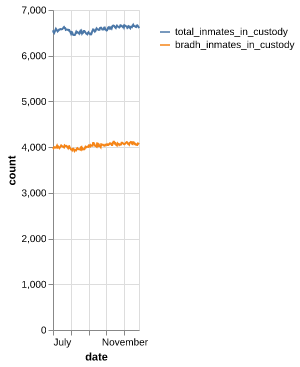 7,000
6,000
5,000
4,000
3,000
2,000
1,000
0
count
July November
date
total_inmates_in_custody
bradh_inmates_in_custody